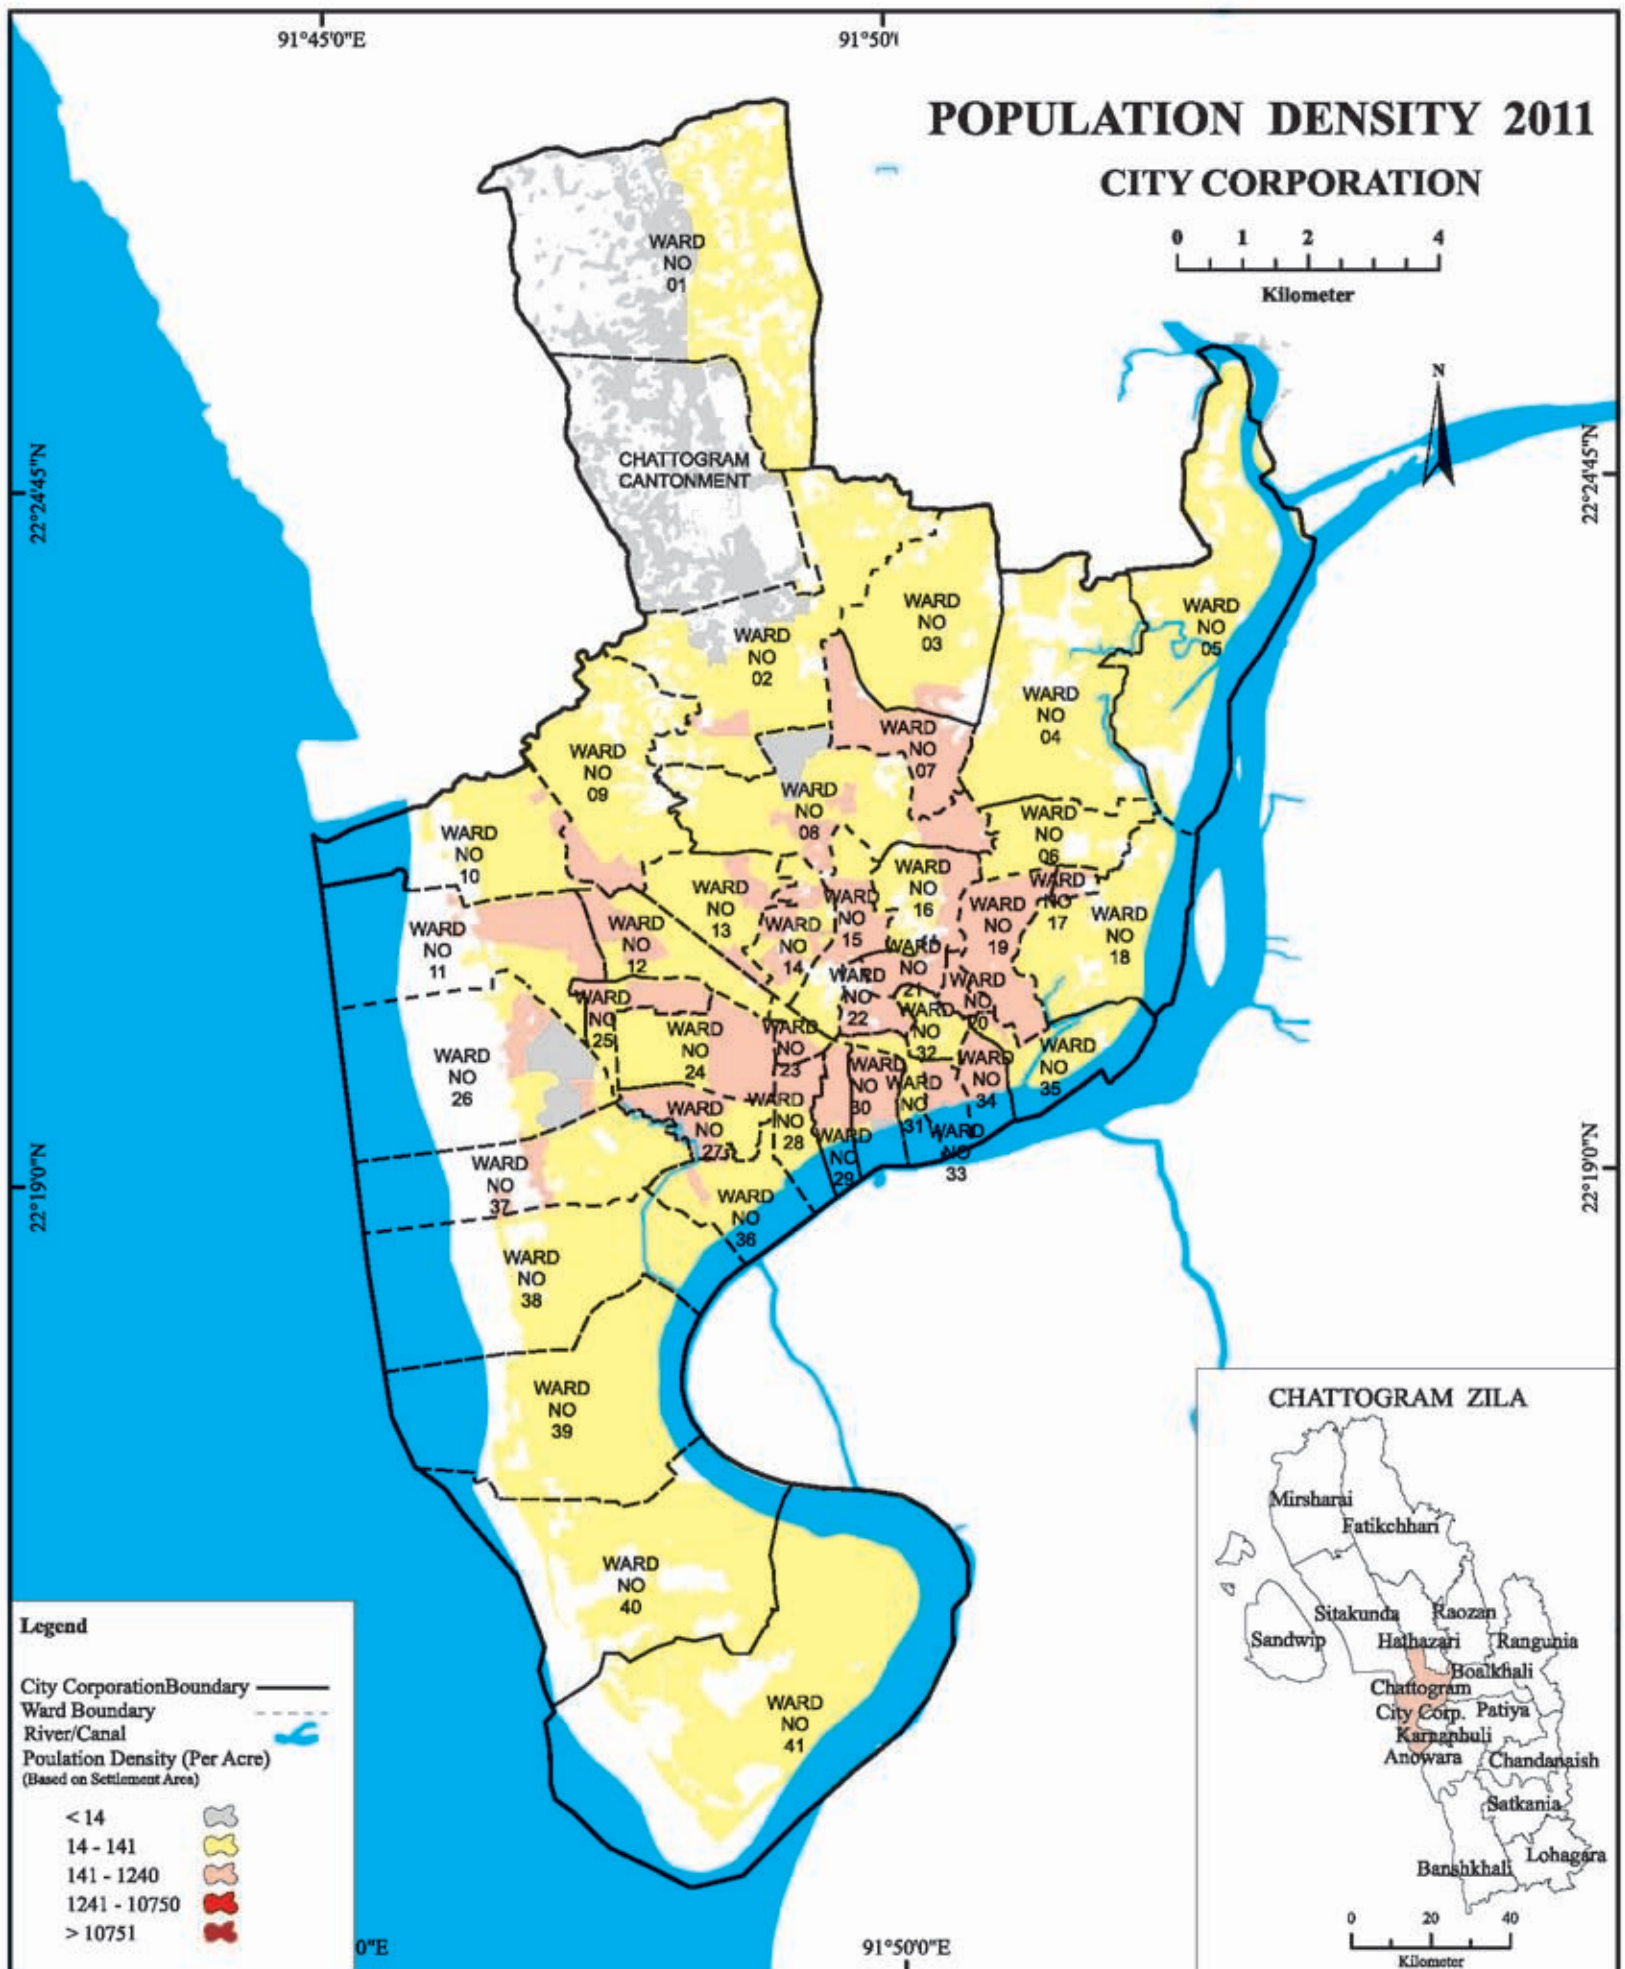 91°45'0"E
91°50'
POPULATION DENSITY 2011
CITY CORPORATION
0 1 2 4
Kilometer
N
22°24'45"N
22°24'45"N
WARD
NO
01
CHATTOGRAM
CANTONMENT
WARD
NO
02
WARD
NO
03
WARD
NO
05
WARD
NO
04
WARD
NO
07
WARD
NO
09
WARD
NO
08
WARD
NO
06
WARD
NO
10
WARD
NO
16
WARD
NO
13
WARD
NO
15
WARD
NO
17
WARD
NO
19
WARD
NO
18
WARD
NO
11
WARD
NO
12
WARD
NO
14
WARD
NO
21
WARD
NO
22
WARD
NO
20
WARD
NO
25
WARD
NO
32
WARD
NO
24
WARD
NO
23
WARD
NO
26
WARD
NO
30
WARD
NO
34
WARD
NO
35
WARD
NO
31
WARD
NO
27
WARD
NO
28
WARD
NO
29
WARD
NO
33
22°19'0"N
22°19'0"N
WARD
NO
37
WARD
NO
36
WARD
NO
38
WARD
NO
39
WARD
NO
40
WARD
NO
41
Legend
City CorporationBoundary
Ward Boundary
River/Canal
Poulation Density (Per Acre)
(Based on Settlement Area)
< 14
14 - 141
141 - 1240
1241 - 10750
> 10751
0"E
91°50'0"E
CHATTOGRAM ZILA
Mirsharai
Fatikchhari
Sitakunda
Raozan
Sandwip
Hathazari
Rangunia
Boalkhali
Chattogram
City Corp.
Patiya
Karnaphuli
Anowara
Chandanaish
Satkania
Lohagara
Banshkhali
0 20 40
Kilometer